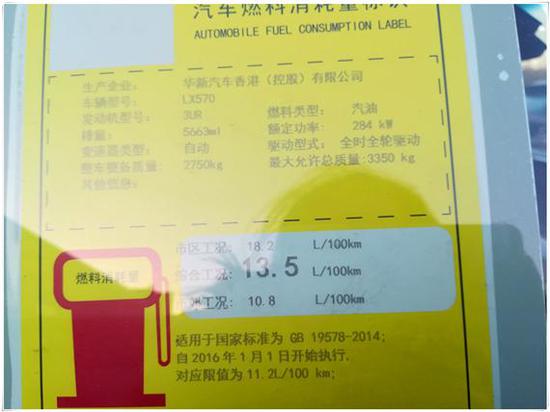 汽车燃料消耗量标识
AUTOMOBILE FUEL CONSUMPTION LABEL
生产企业: 华新汽车香港(控股)有限公司
车辆型号: LX570
发动机型号: 3UR 燃料类型: 汽油
排量: 5663ml 额定功率: 284 kW
变速器类型: 自动 驱动型式: 全时全轮驱动
整车整备质量: 2750kg 最大允许总质量:3350 kg
其他信息:
市区工况: 18.2 L/100km
燃料消耗量 综合工况: 13.5 L/100km
市郊工况: 10.8 L/100km
适用于国家标准为 GB 19578-2014;
自2016年1月1日开始执行,
对应限值为11.2L/100 km;